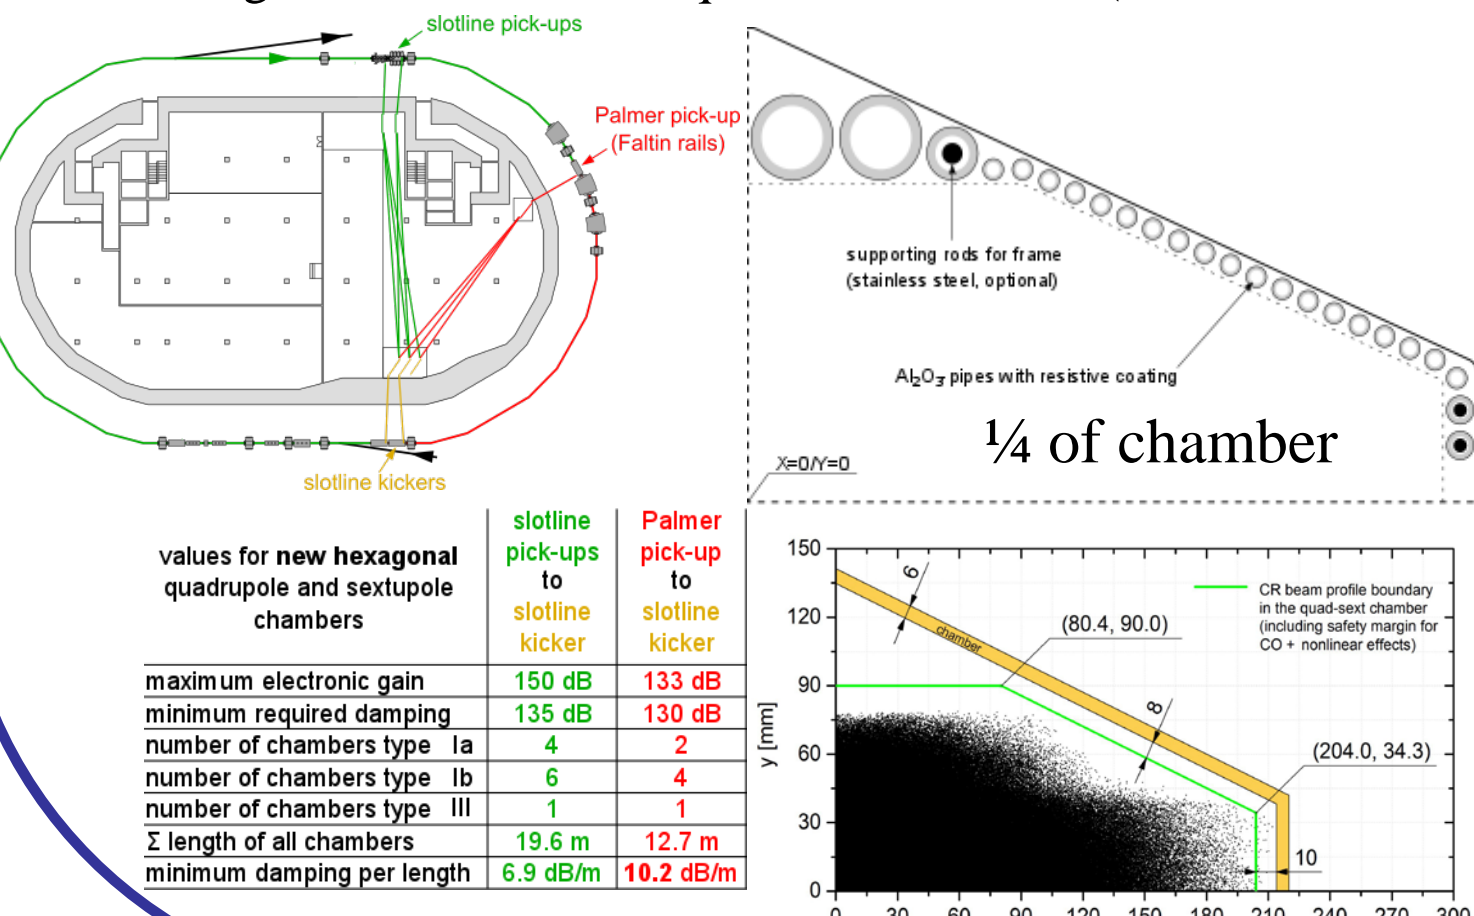 slotline pick-ups
Palmer pick-up
(Faltin rails)
slotline kickers
supporting rods for frame
(stainless steel, optional)
Al₂O₃ pipes with resistive coating
¼ of chamber
X=0/Y=0
values for new hexagonal
quadrupole and sextupole
chambers
slotline
pick-ups
to
slotline
kicker
Palmer
pick-up
to
slotline
kicker
maximum electronic gain 150 dB 133 dB
minimum required damping 135 dB 130 dB
number of chambers type Ia 4 2
number of chambers type Ib 6 4
number of chambers type III 1 1
Σ length of all chambers 19.6 m 12.7 m
minimum damping per length 6.9 dB/m 10.2 dB/m
150
120
90
60
30
0
y [mm]
6
chamber
(80.4, 90.0)
8
(204.0, 34.3)
10
CR beam profile boundary
in the quad-sext chamber
(including safety margin for
CO + nonlinear effects)
0 30 60 90 120 150 180 210 240 270 300